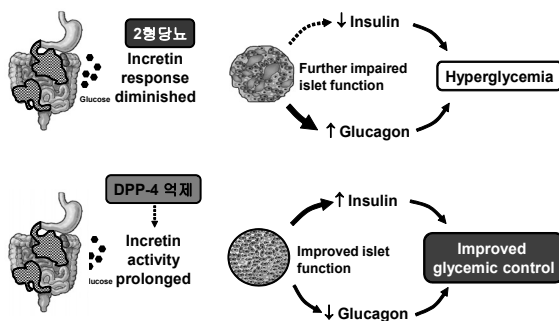 2형당뇨
Incretin
response
diminished
Glucose
↓ Insulin
Further impaired
islet function
↑ Glucagon
Hyperglycemia
DPP-4 억제
Incretin
activity
prolonged
lucose
↑ Insulin
Improved islet
function
↓ Glucagon
Improved
glycemic control